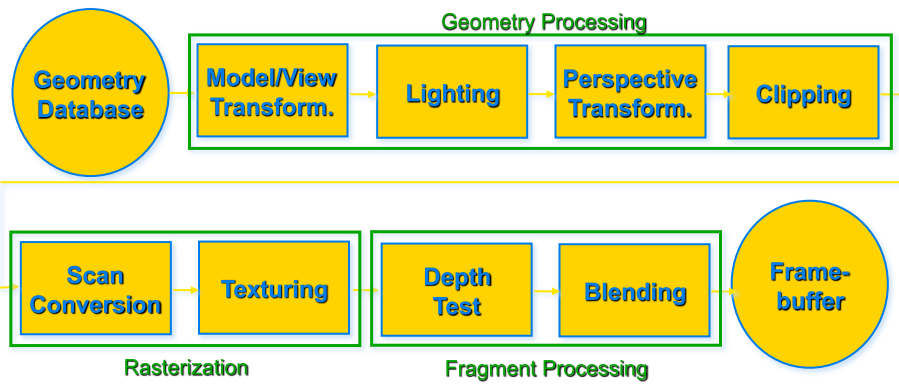 Geometry Processing
Geometry
Database
Model/View
Transform.
Lighting
Perspective
Transform.
Clipping
Scan
Conversion
Texturing
Depth
Test
Blending
Frame-
buffer
Rasterization
Fragment Processing